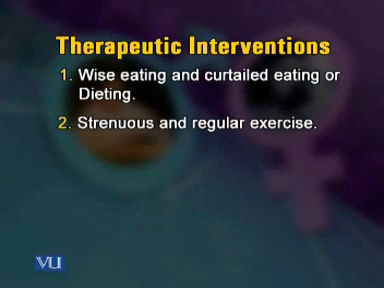 Therapeutic Interventions
1. Wise eating and curtailed eating or
Dieting.
2. Strenuous and regular exercise.
VU